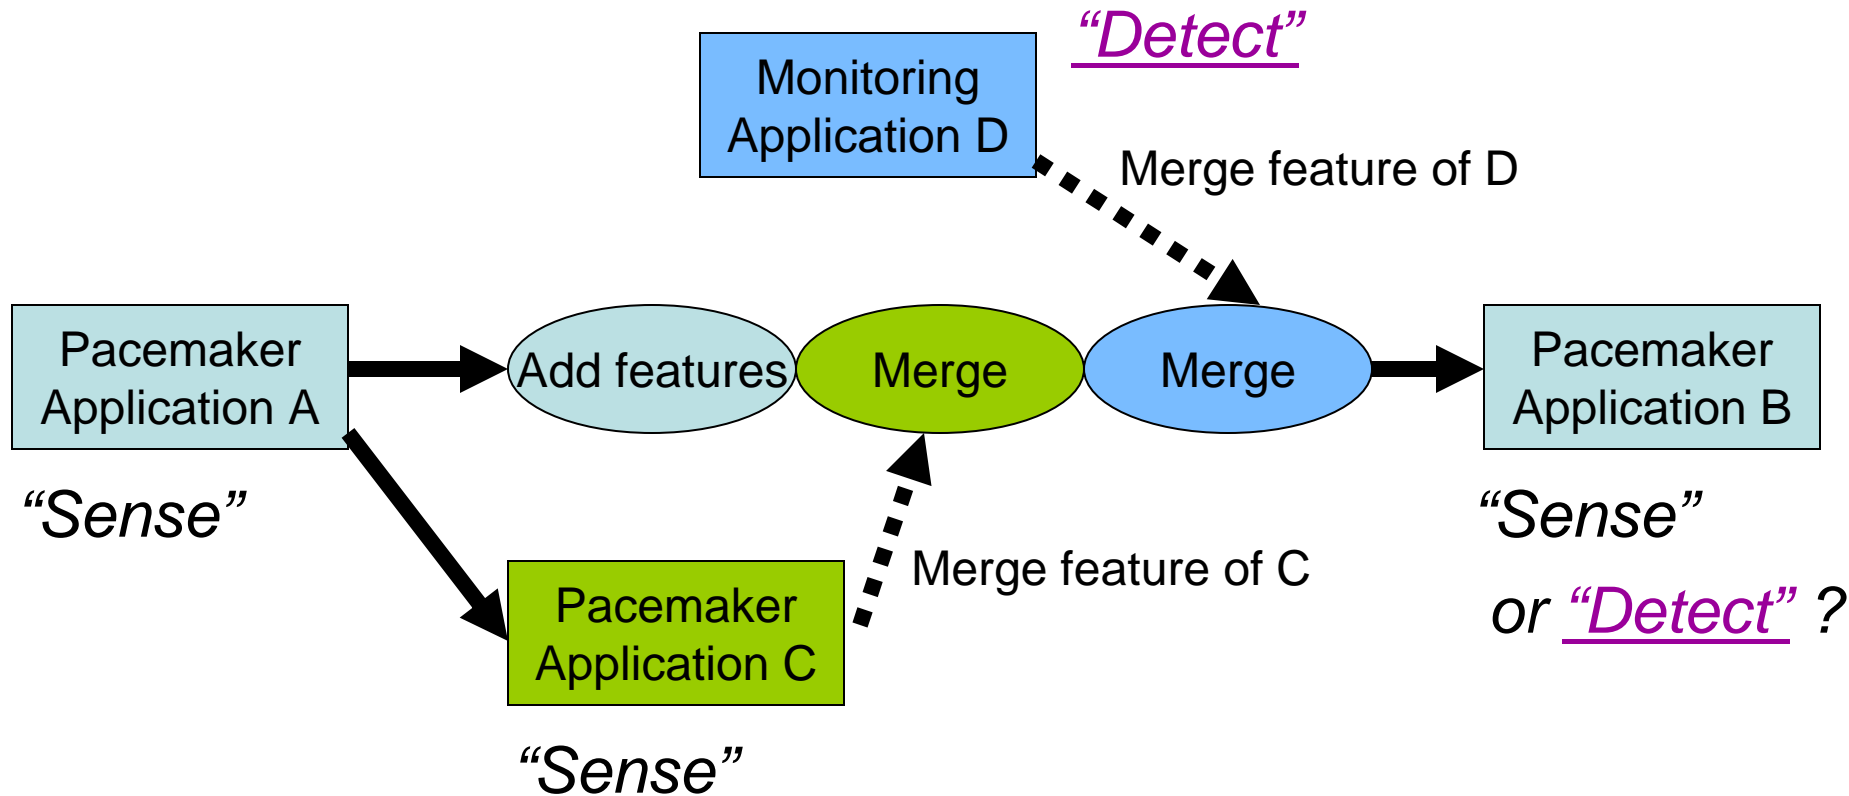 “Detect”
Monitoring
Application D
Merge feature of D
Pacemaker
Application A
Add features
Merge
Merge
Pacemaker
Application B
“Sense”
“Sense”
or “Detect” ?
Merge feature of C
Pacemaker
Application C
“Sense”